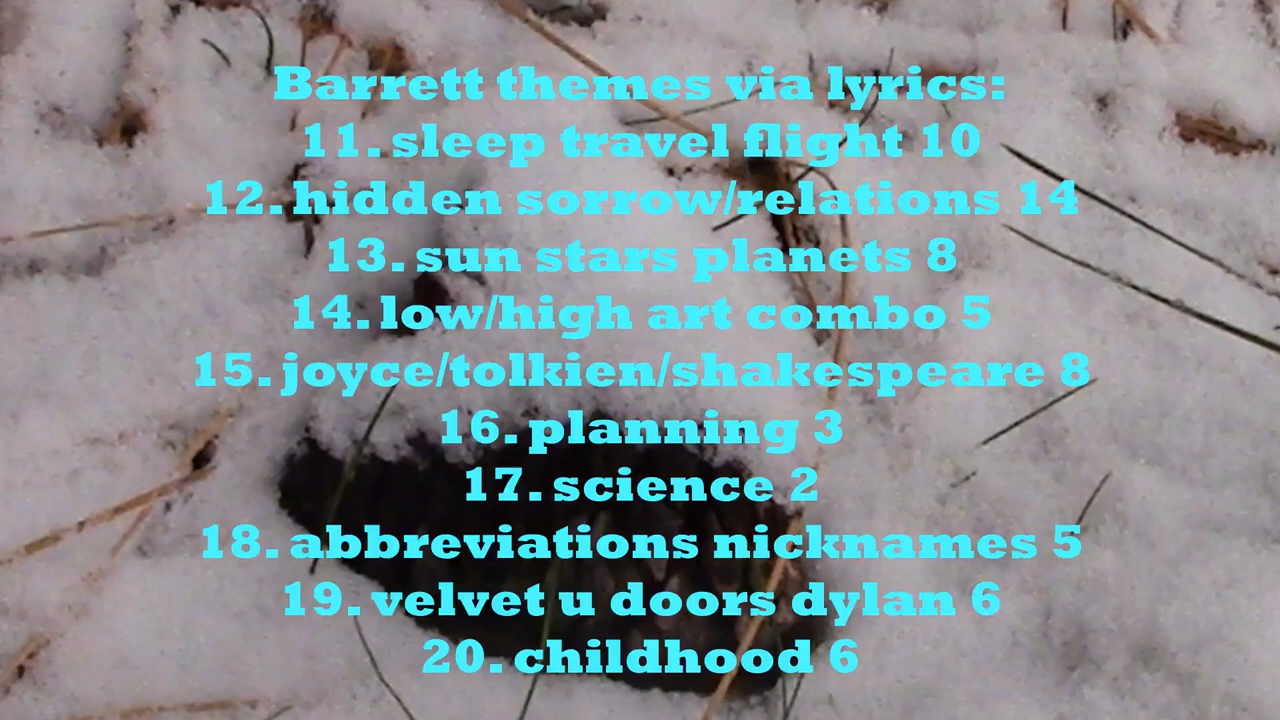 Barrett themes via lyrics:
11. sleep travel flight 10
12. hidden sorrow/relations 14
13. sun stars planets 8
14. low/high art combo 5
15. joyce/tolkien/shakespeare 8
16. planning 3
17. science 2
18. abbreviations nicknames 5
19. velvet u doors dylan 6
20. childhood 6